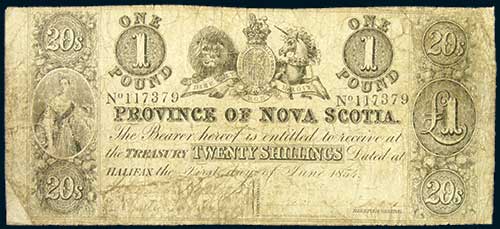 20s ONE ONE 20s
1 1
POUND POUND
No 117379 No 117379
PROVINCE OF NOVA SCOTIA.
£1
The Bearer hereof is entitled to receive at
the TREASURY TWENTY SHILLINGS Dated at
HALIFAX the First day of June 1854.
20s 20s